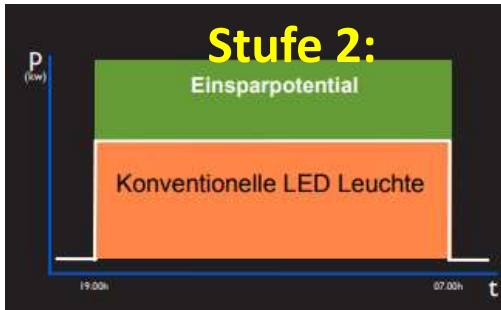 Stufe 2:
P
(kw)
Einsparpotential
Konventionelle LED Leuchte
19.00h
07.00h
t